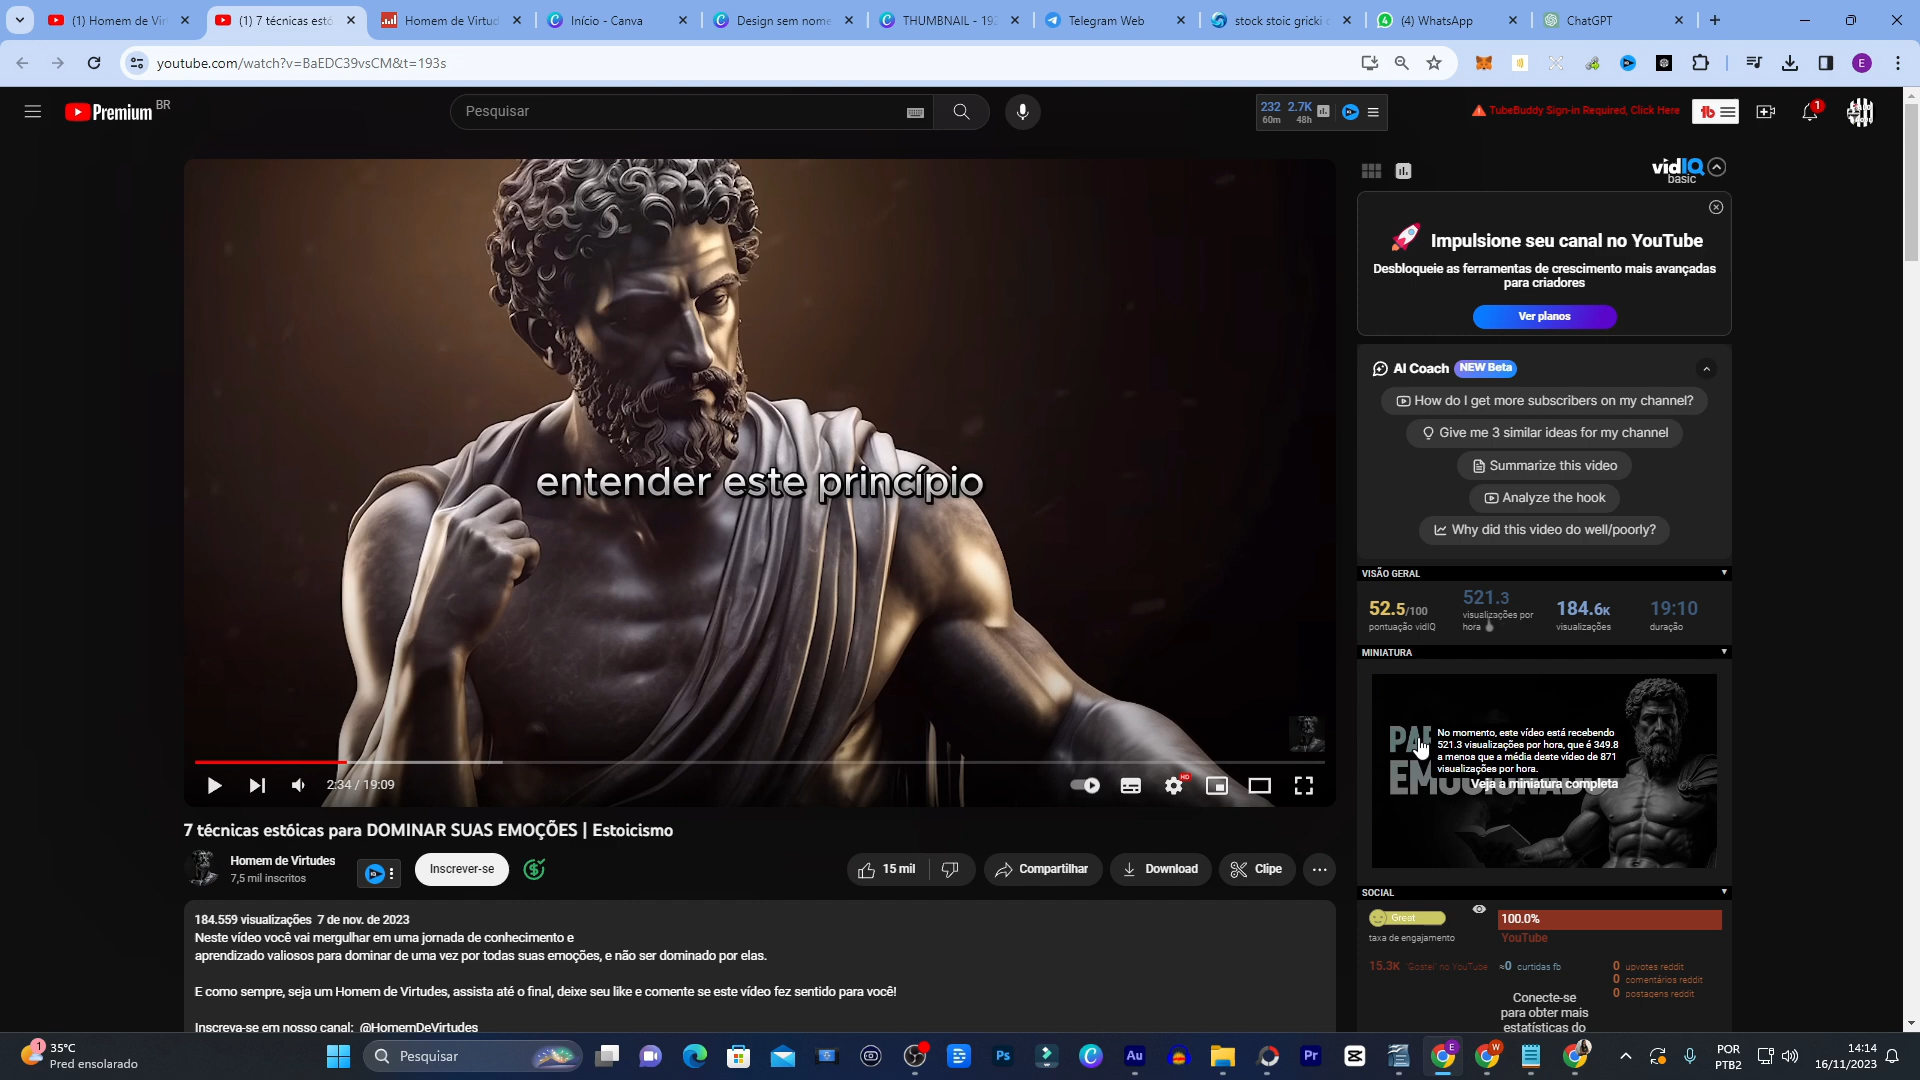 (1) Homem de Vir
(1) 7 técnicas estó
Homem de Virtud
Início - Canva
Design sem nome
THUMBNAIL - 192
Telegram Web
stock stoic gricki c
(4) WhatsApp
ChatGPT
youtube.com/watch?v=BaEDC39vsCM&t=193s
E
Premium BR
Pesquisar
232 2.7K
60m 48h
TubeBuddy Sign-in Required, Click Here
1
vidIQ
basic
Impulsione seu canal no YouTube
Desbloqueie as ferramentas de crescimento mais avançadas
para criadores
Ver planos
AI Coach NEW Beta
How do I get more subscribers on my channel?
Give me 3 similar ideas for my channel
Summarize this video
Analyze the hook
Why did this video do well/poorly?
entender este princípio
VISÃO GERAL
52.5/100
pontuação vidIQ
521.3
visualizações por
hora
184.6K
visualizações
19:10
duração
MINIATURA
No momento, este vídeo está recebendo
521.3 visualizações por hora, que é 349.8
a menos que a média deste vídeo de 871
visualizações por hora.
Veja a miniatura completa
2:34 / 19:09
HD
7 técnicas estóicas para DOMINAR SUAS EMOÇÕES | Estoicismo
Homem de Virtudes
7,5 mil inscritos
Inscrever-se
15 mil
Compartilhar
Download
Clipe
184.559 visualizações 7 de nov. de 2023
Neste vídeo você vai mergulhar em uma jornada de conhecimento e
aprendizado valiosos para dominar de uma vez por todas suas emoções, e não ser dominado por elas.
E como sempre, seja um Homem de Virtudes, assista até o final, deixe seu like e comente se este vídeo fez sentido para você!
Inscreva-se em nosso canal: @HomemDeVirtudes
SOCIAL
Great
taxa de engajamento
100.0%
YouTube
15.3K "Gostei" no YouTube
≈0 curtidas fb
0 upvotes reddit
0 comentários reddit
0 postagens reddit
Conecte-se
para obter mais
estatísticas do
1
35°C
Pred ensolarado
Pesquisar
Ps
Au
Pr
E
W
POR
PTB2
14:14
16/11/2023